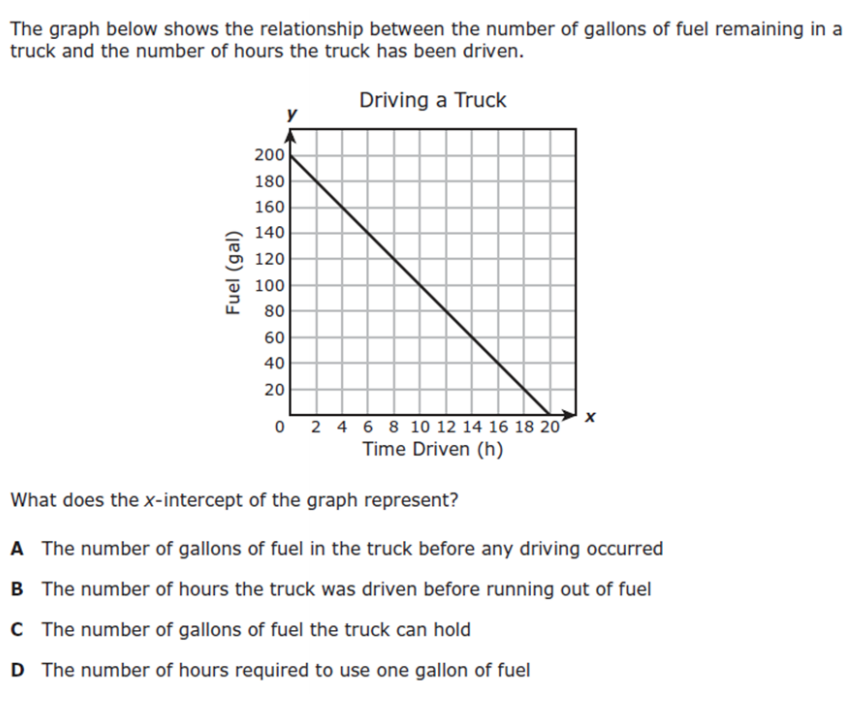 The graph below shows the relationship between the number of gallons of fuel remaining in a
truck and the number of hours the truck has been driven.
Driving a Truck
y
200
180
160
140
120
100
80
60
40
20
Fuel (gal)
0 2 4 6 8 10 12 14 16 18 20
x
Time Driven (h)
What does the x-intercept of the graph represent?
A The number of gallons of fuel in the truck before any driving occurred
B The number of hours the truck was driven before running out of fuel
C The number of gallons of fuel the truck can hold
D The number of hours required to use one gallon of fuel